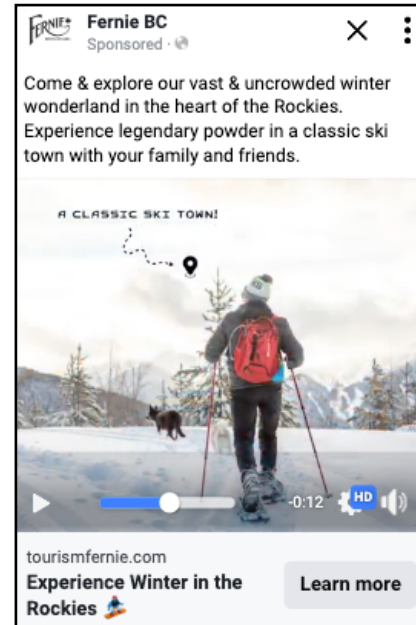 FERNIE
Fernie BC
Sponsored ·
Come & explore our vast & uncrowded winter
wonderland in the heart of the Rockies.
Experience legendary powder in a classic ski
town with your family and friends.
A CLASSIC SKI TOWN!
-0:12
HD
tourismfernie.com
Experience Winter in the
Rockies 🏂
Learn more